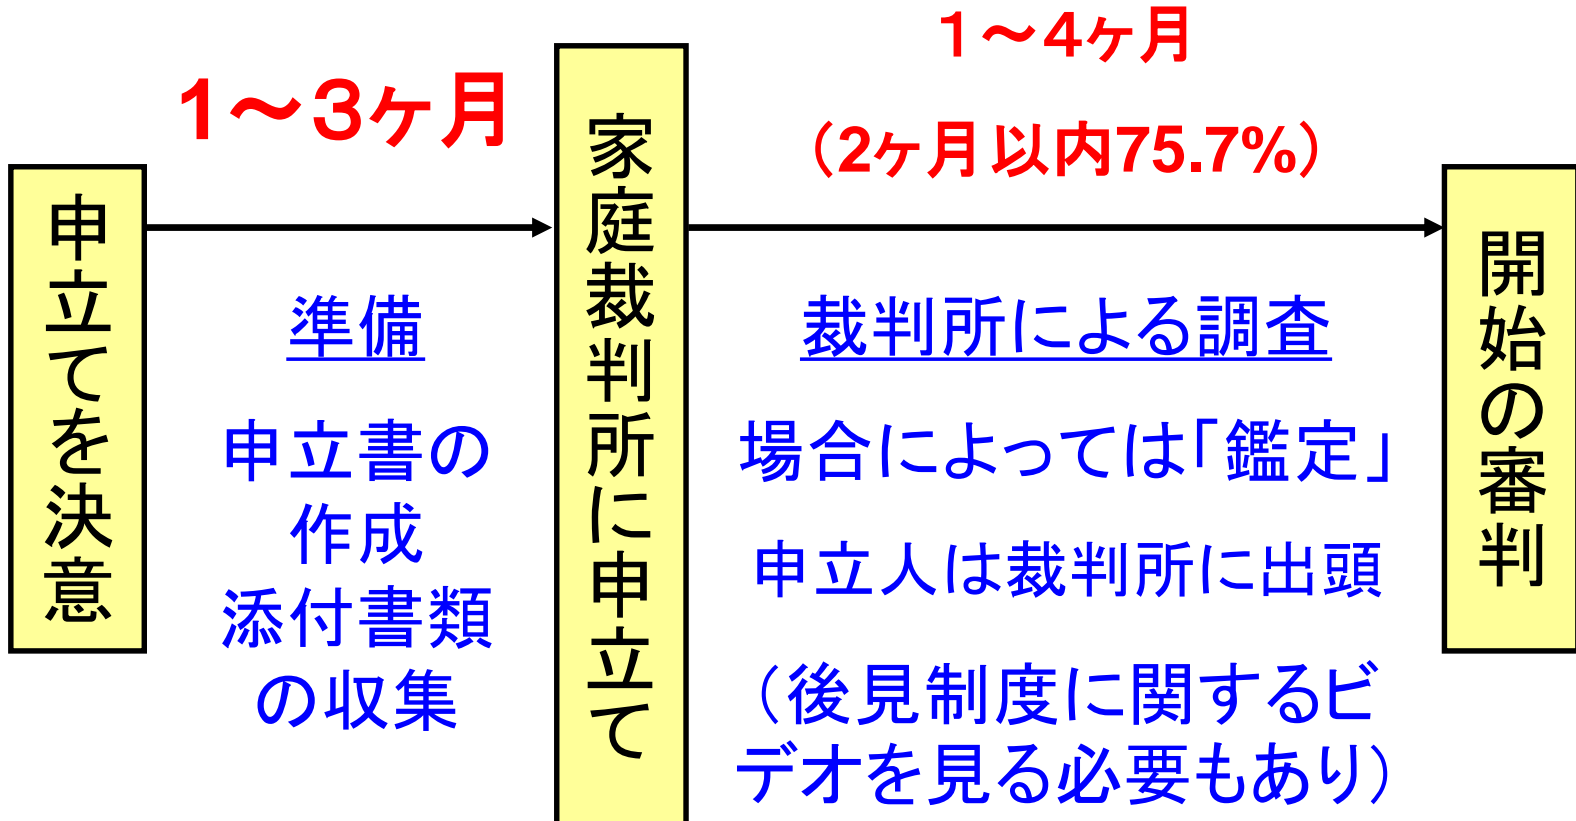 申立てを決意
1～3ヶ月
準備
申立書の
作成
添付書類
の収集
家庭裁判所に申立て
1～4ヶ月
（2ヶ月以内75.7%）
裁判所による調査
場合によっては「鑑定」
申立人は裁判所に出頭
（後見制度に関するビ
デオを見る必要もあり）
開始の審判